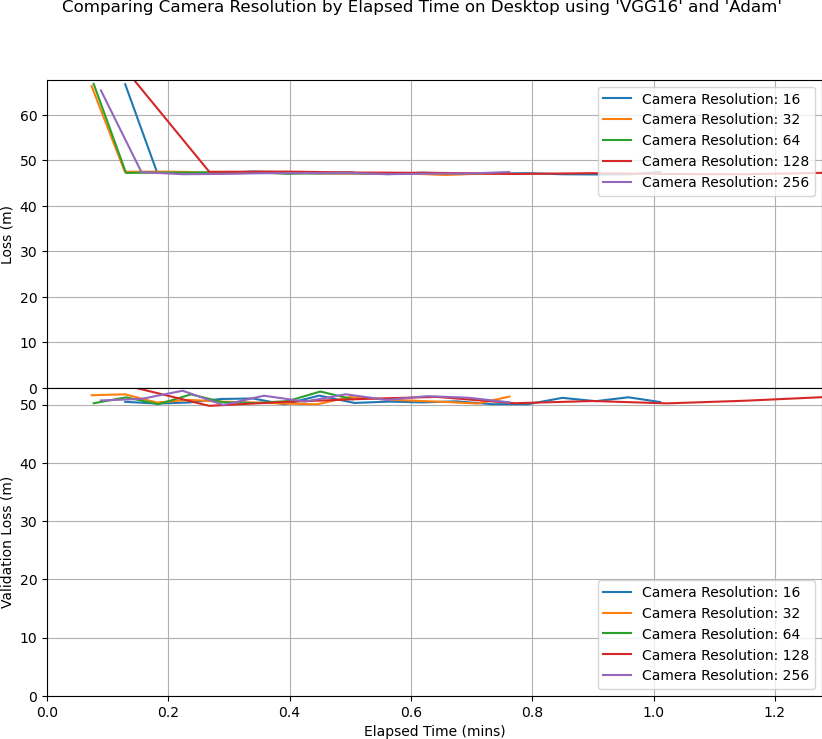 Comparing Camera Resolution by Elapsed Time on Desktop using 'VGG16' and 'Adam'
Loss (m)
60
50
40
30
20
10
0
Camera Resolution: 16
Camera Resolution: 32
Camera Resolution: 64
Camera Resolution: 128
Camera Resolution: 256
Validation Loss (m)
50
40
30
20
10
0
Camera Resolution: 16
Camera Resolution: 32
Camera Resolution: 64
Camera Resolution: 128
Camera Resolution: 256
0.0 0.2 0.4 0.6 0.8 1.0 1.2
Elapsed Time (mins)